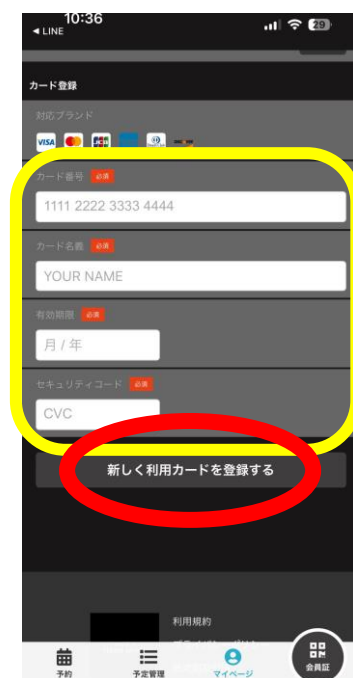 10:36
◀ LINE
29
カード登録
対応ブランド
VISA
JCB
カード番号 必須
1111 2222 3333 4444
カード名義 必須
YOUR NAME
有効期限 必須
月 / 年
セキュリティコード 必須
CVC
新しく利用カードを登録する
利用規約
予約
予定管理
マイページ
会員証